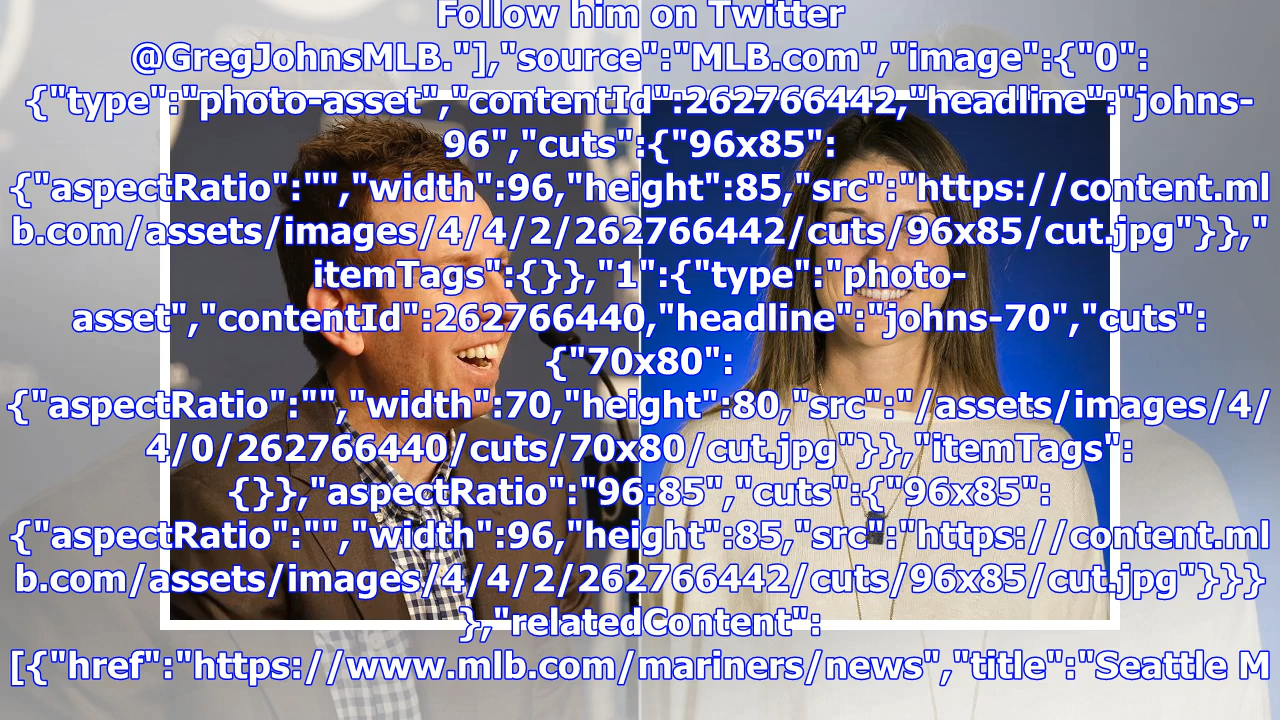 Follow him on Twitter
@GregJohnsMLB."],"source":"MLB.com","image":{"0":
{"type":"photo-asset","contentId":262766442,"headline":"johns-
96","cuts":{"96x85":
{"aspectRatio":"","width":96,"height":85,"src":"https://content.ml
b.com/assets/images/4/4/2/262766442/cuts/96x85/cut.jpg"}},"
itemTags":{}},"1":{"type":"photo-
asset","contentId":262766440,"headline":"johns-70","cuts":
{"70x80":
{"aspectRatio":"","width":70,"height":80,"src":"/assets/images/4/
4/0/262766440/cuts/70x80/cut.jpg"}},"itemTags":
{}},"aspectRatio":"96:85","cuts":{"96x85":
{"aspectRatio":"","width":96,"height":85,"src":"https://content.ml
b.com/assets/images/4/4/2/262766442/cuts/96x85/cut.jpg"}}}
},"relatedContent":
[{"href":"https://www.mlb.com/mariners/news","title":"Seattle M